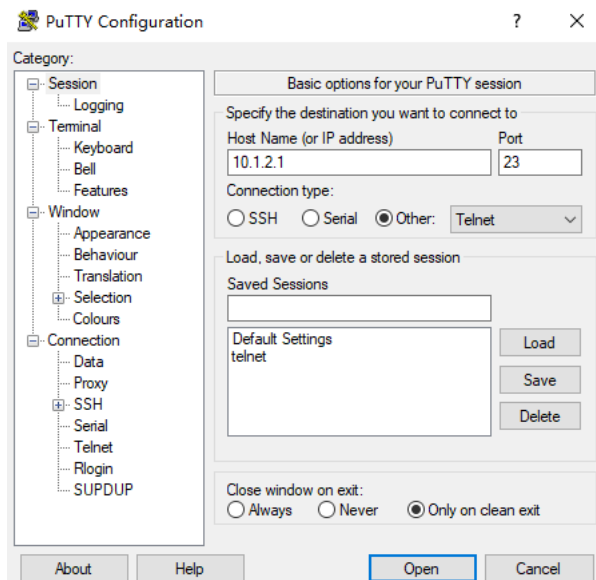 PuTTY Configuration ? ×
Category:
Session
Logging
Terminal
Keyboard
Bell
Features
Window
Appearance
Behaviour
Translation
Selection
Colours
Connection
Data
Proxy
SSH
Serial
Telnet
Rlogin
SUPDUP
Basic options for your PuTTY session
Specify the destination you want to connect to
Host Name (or IP address) Port
10.1.2.1 23
Connection type:
SSH Serial Other: Telnet
Load, save or delete a stored session
Saved Sessions
Default Settings
telnet
Load
Save
Delete
Close window on exit:
Always Never Only on clean exit
About Help Open Cancel